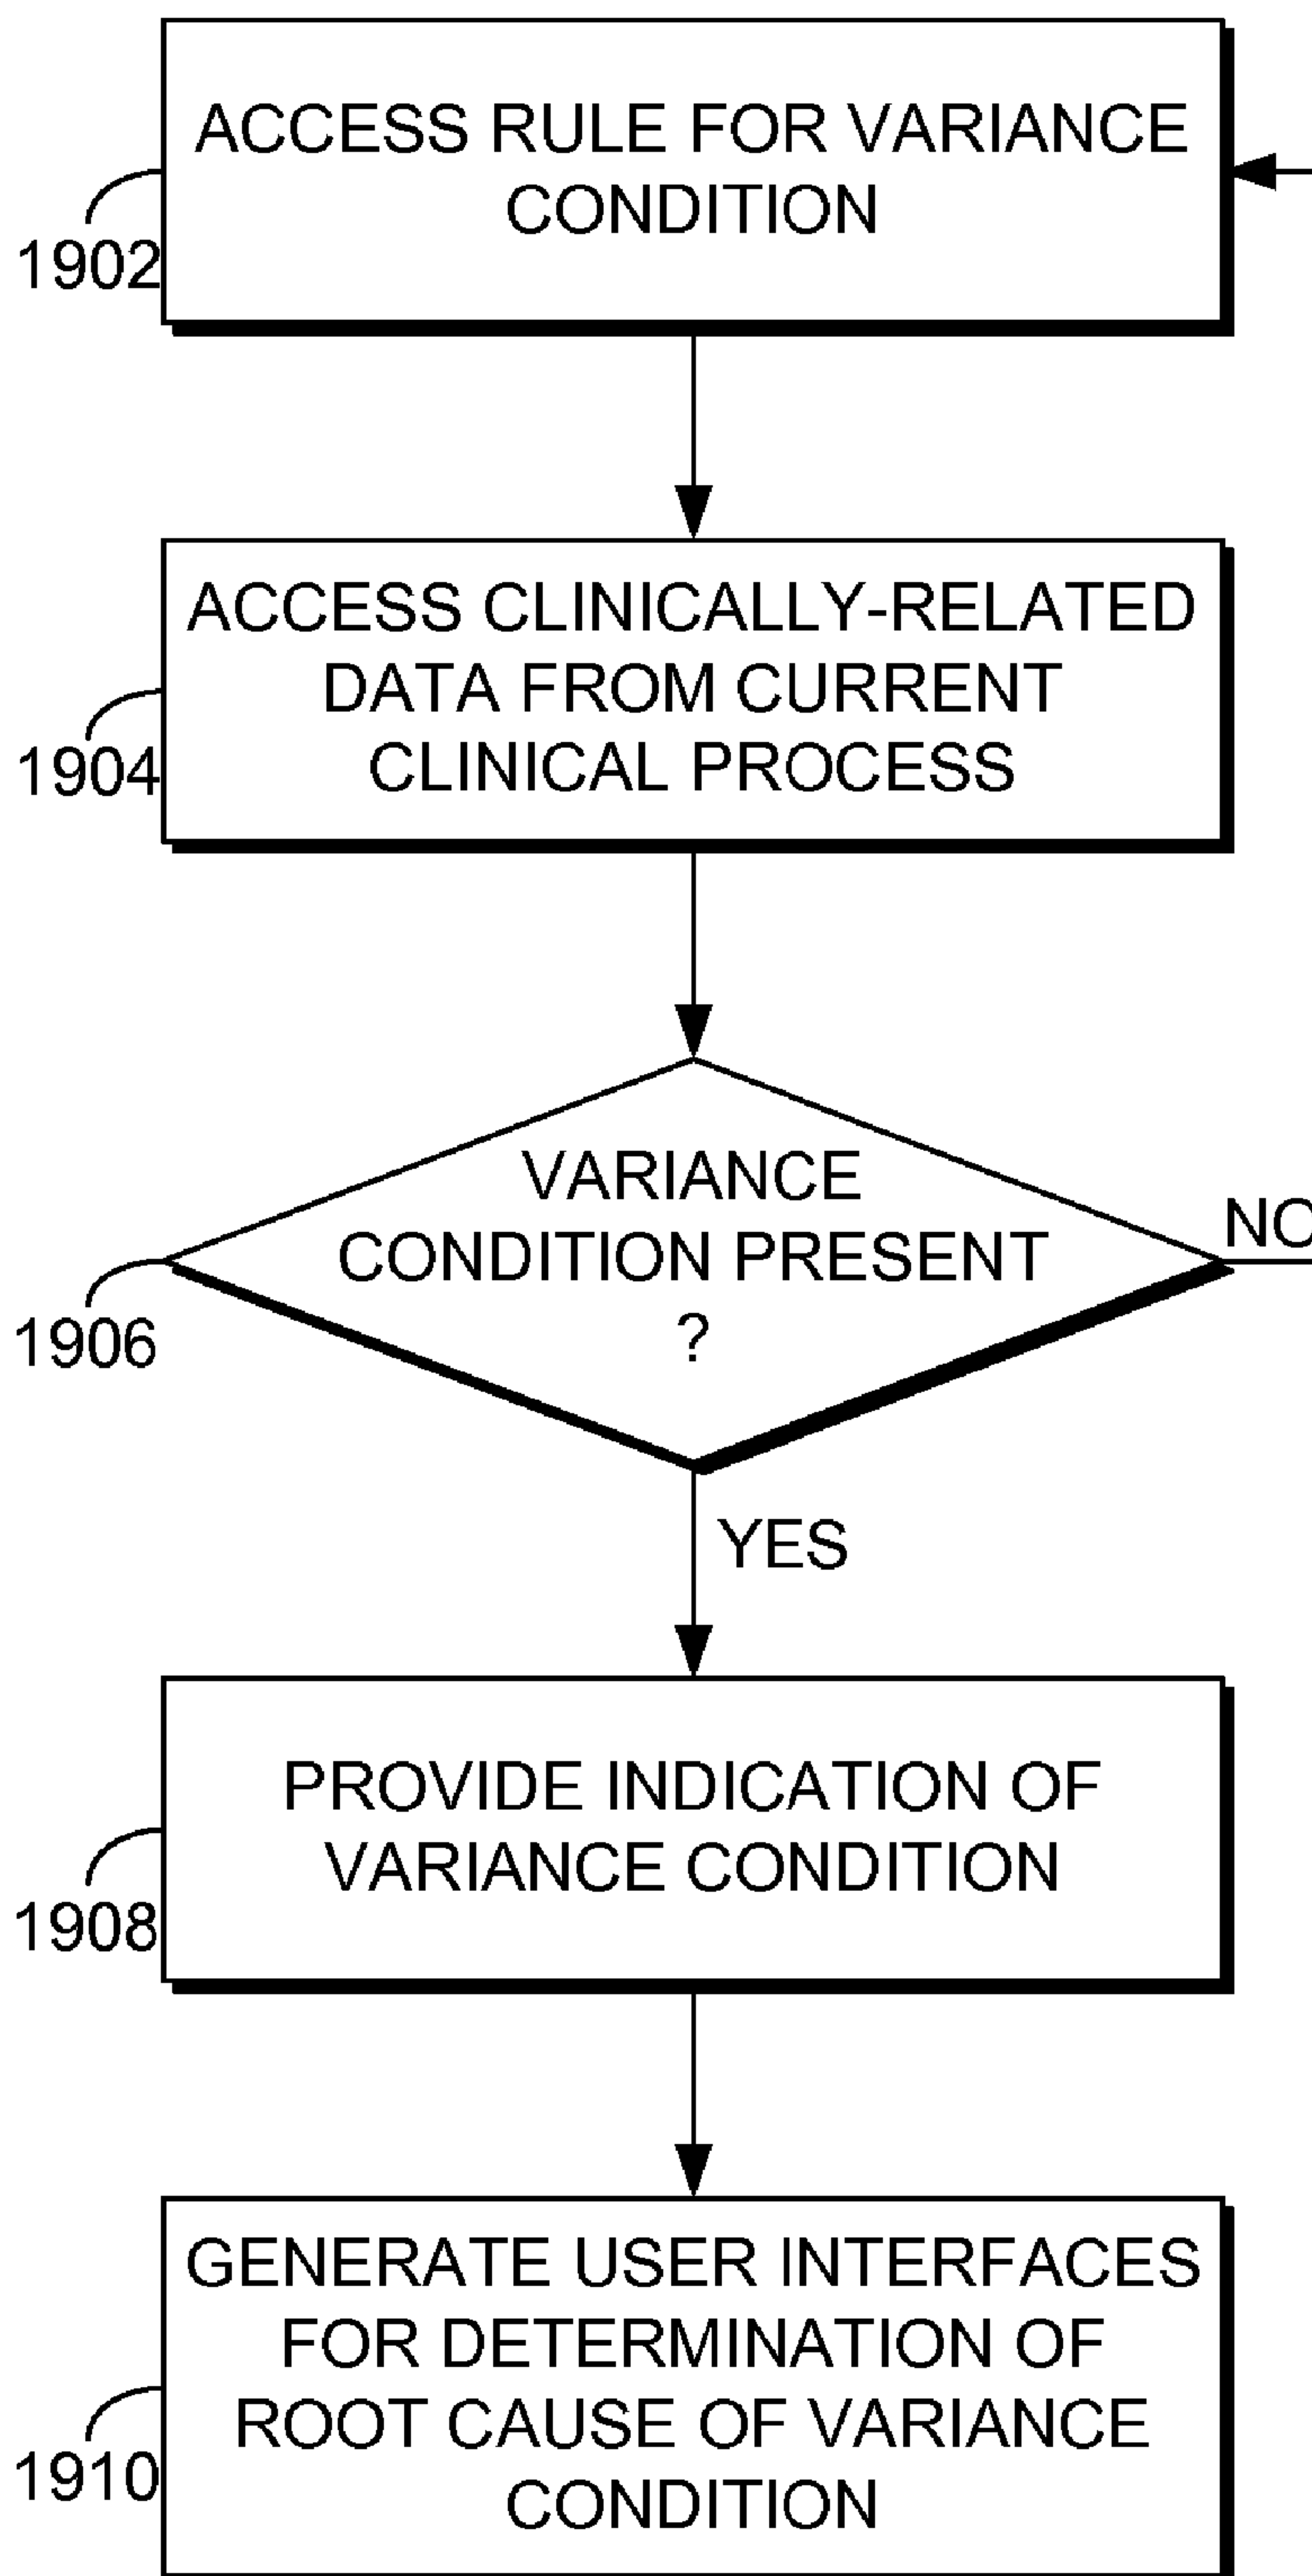 ACCESS RULE FOR VARIANCE
CONDITION
1902
ACCESS CLINICALLY-RELATED
DATA FROM CURRENT
CLINICAL PROCESS
1904
VARIANCE
CONDITION PRESENT
?
NO
1906
YES
PROVIDE INDICATION OF
VARIANCE CONDITION
1908
GENERATE USER INTERFACES
FOR DETERMINATION OF
ROOT CAUSE OF VARIANCE
CONDITION
1910